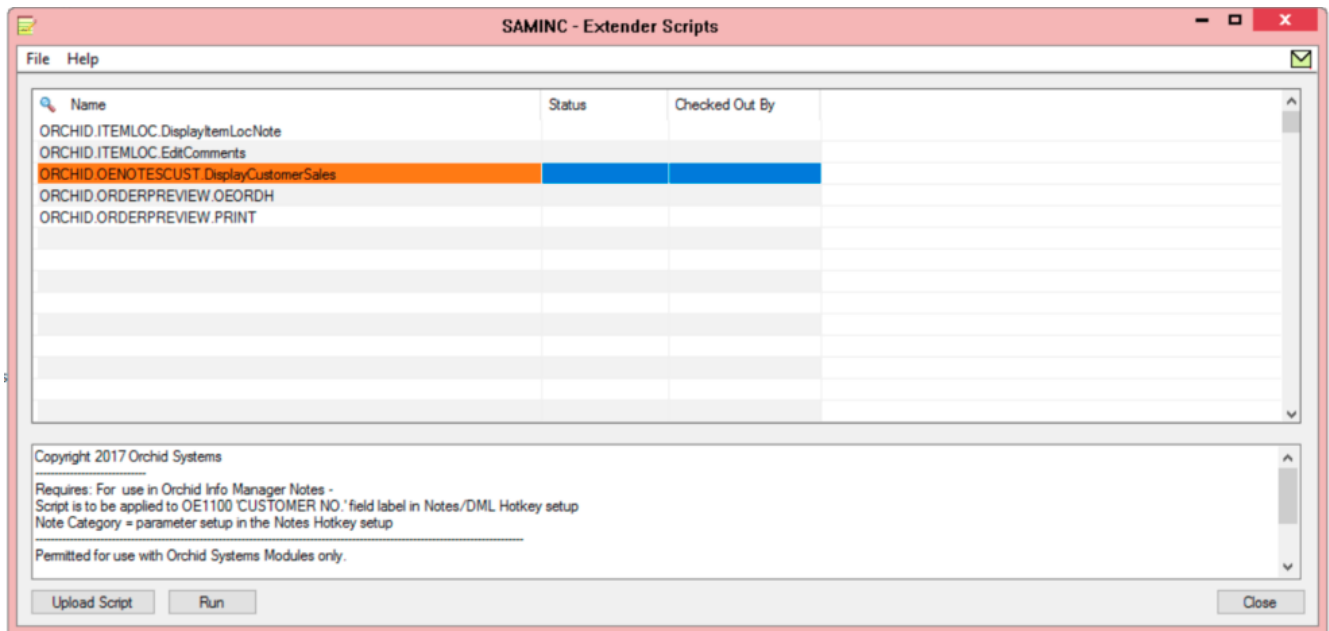 SAMINC - Extender Scripts
File Help
Name Status Checked Out By
ORCHID.ITEMLOC.DisplayItemLocNote
ORCHID.ITEMLOC.EditComments
ORCHID.OENOTESCUST.DisplayCustomerSales
ORCHID.ORDERPREVIEW.OEORDH
ORCHID.ORDERPREVIEW.PRINT
Copyright 2017 Orchid Systems
Requires: For use in Orchid Info Manager Notes -
Script is to be applied to OE1100 'CUSTOMER NO.' field label in Notes/DML Hotkey setup
Note Category = parameter setup in the Notes Hotkey setup
Permitted for use with Orchid Systems Modules only.
Upload Script Run Close